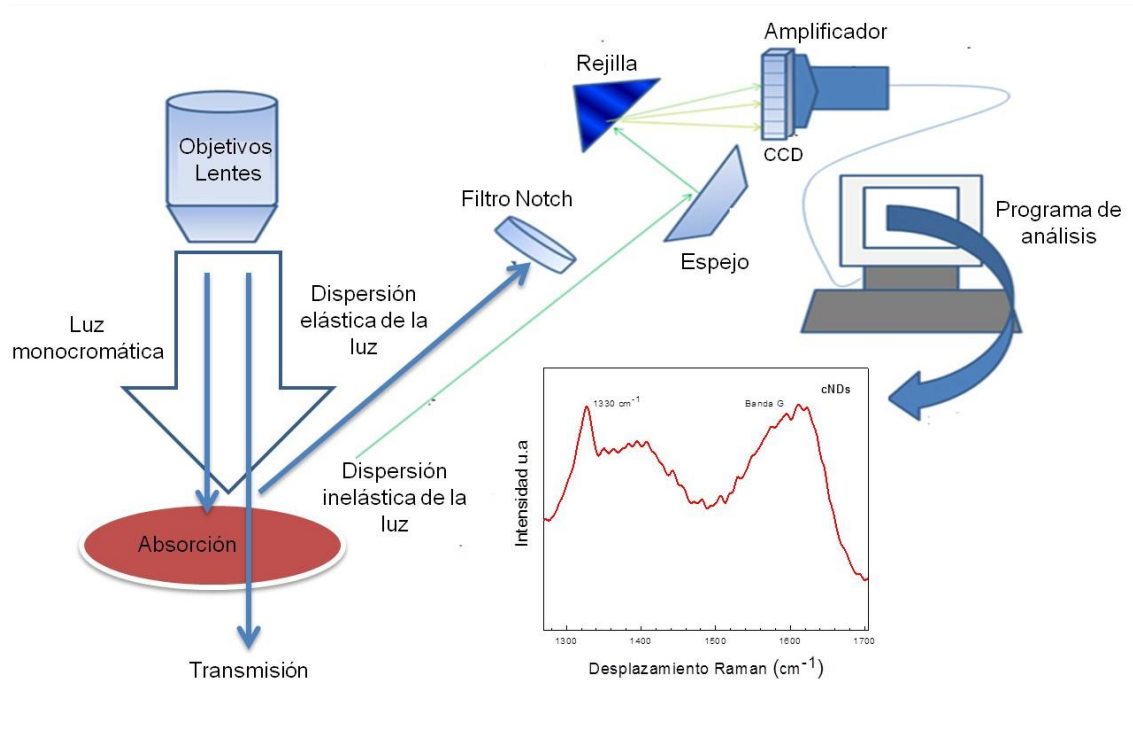 Amplificador
Rejilla
CCD
Objetivos
Lentes
Filtro Notch
Espejo
Programa de
análisis
Luz
monocromática
Dispersión
elástica de la
luz
Dispersión
inelástica de la
luz
Absorción
Transmisión
cNDs
1330 cm⁻¹
Banda G
Intensidad u.a
1300 1400 1500 1600 1700
Desplazamiento Raman (cm⁻¹)